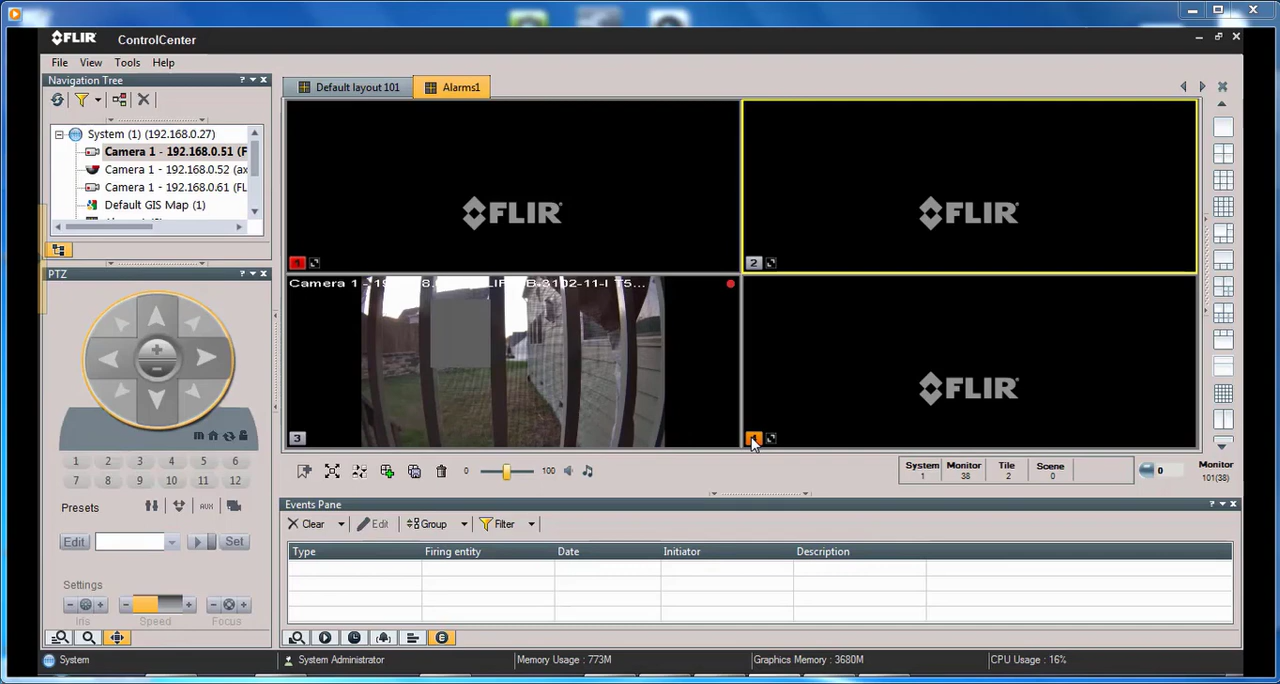 FLIR ControlCenter
File View Tools Help
Navigation Tree
Default layout 101
Alarms1
System (1) (192.168.0.27)
Camera 1 - 192.168.0.51 (F
Camera 1 - 192.168.0.52 (ax
Camera 1 - 192.168.0.61 (FL
Default GIS Map (1)
FLIR
1
FLIR
2
PTZ
Camera 1 - 19
3
FLIR
1 2 3 4 5 6
7 8 9 10 11 12
Presets AUX
Edit Set
Settings
Iris Speed Focus
0 100
System 1
Monitor 38
Tile 2
Scene 0
0
Monitor 101(38)
Events Pane
Clear Edit Group Filter
Type Firing entity Date Initiator Description
System System Administrator Memory Usage : 773M Graphics Memory : 3680M CPU Usage : 16%